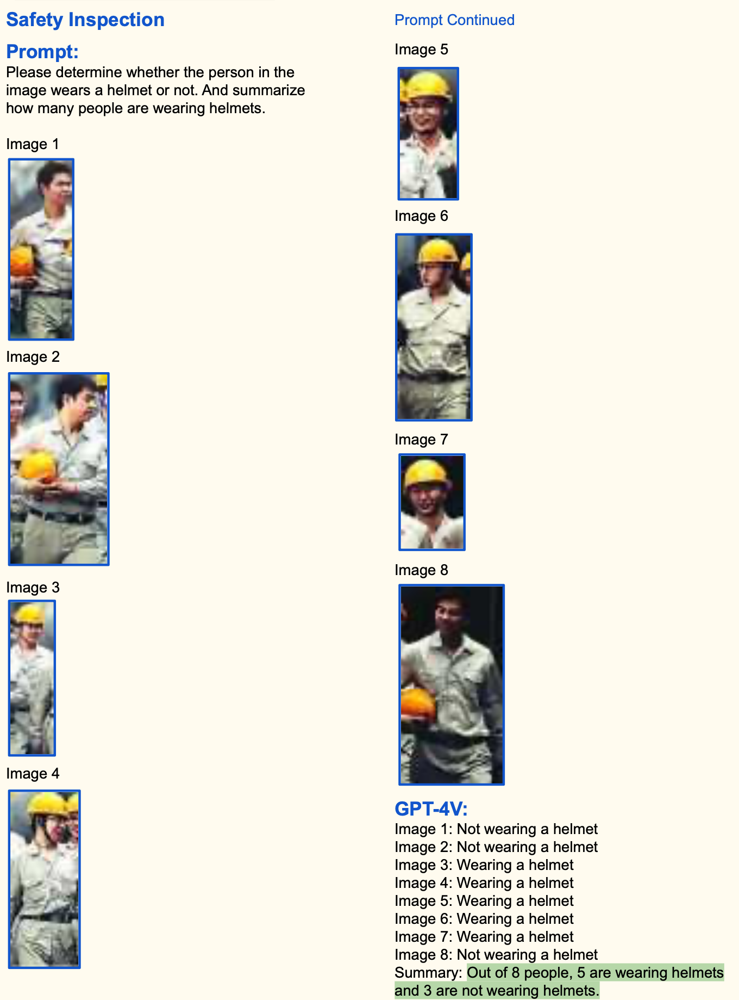 Safety Inspection
Prompt:
Please determine whether the person in the
image wears a helmet or not. And summarize
how many people are wearing helmets.
Image 1
Image 2
Image 3
Image 4
Prompt Continued
Image 5
Image 6
Image 7
Image 8
GPT-4V:
Image 1: Not wearing a helmet
Image 2: Not wearing a helmet
Image 3: Wearing a helmet
Image 4: Wearing a helmet
Image 5: Wearing a helmet
Image 6: Wearing a helmet
Image 7: Wearing a helmet
Image 8: Not wearing a helmet
Summary: Out of 8 people, 5 are wearing helmets
and 3 are not wearing helmets.